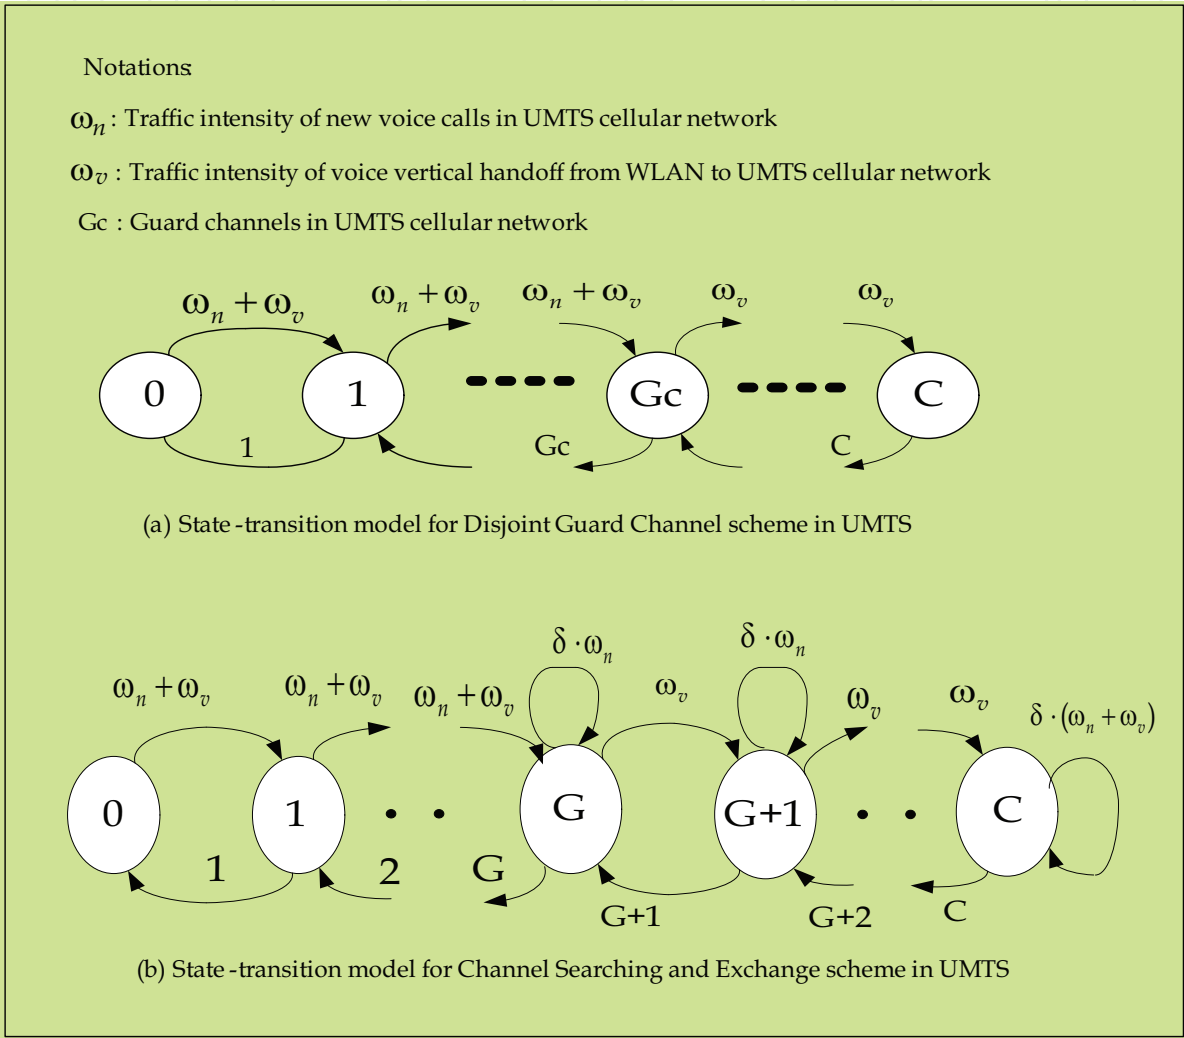 Notations:
ωn : Traffic intensity of new voice calls in UMTS cellular network
ωv : Traffic intensity of voice vertical handoff from WLAN to UMTS cellular network
Gc : Guard channels in UMTS cellular network
ωn + ωv ωn + ωv ωn + ωv ωv ωv
0 1 Gc C
1 Gc C
(a) State-transition model for Disjoint Guard Channel scheme in UMTS
δ·ωn δ·ωn
ωn + ωv ωn + ωv ωn + ωv ωv ωv ωv δ·(ωn + ωv)
0 1 G G+1 C
1 2 G G+1 G+2 C
(b) State-transition model for Channel Searching and Exchange scheme in UMTS